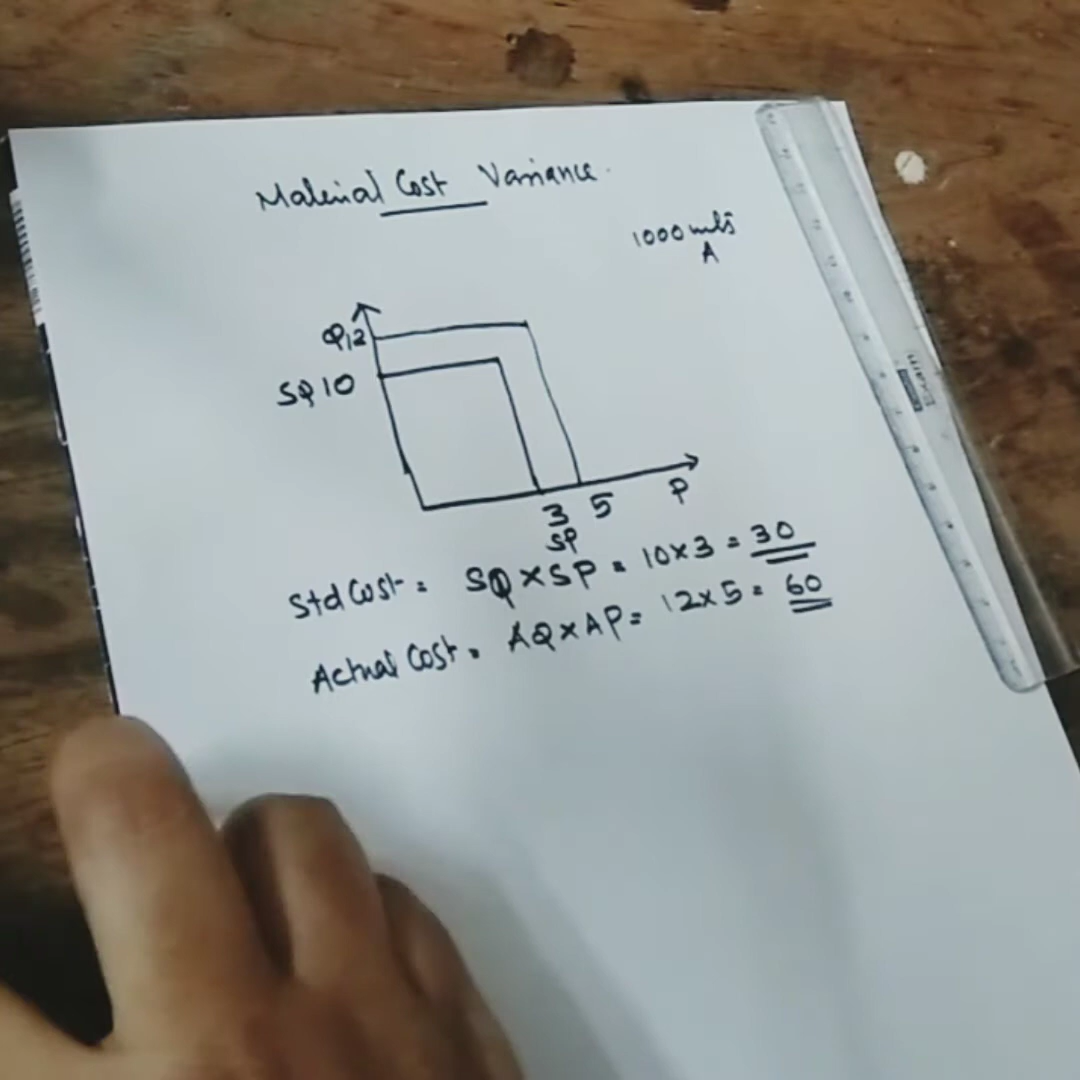 Material Cost Variance.
1000 units
A
Q 12
SQ 10
3 5 P
SP
Std Cost = SQ X SP = 10 x 3 = 30
Actual Cost = AQ X AP = 12 x 5 = 60
Exam